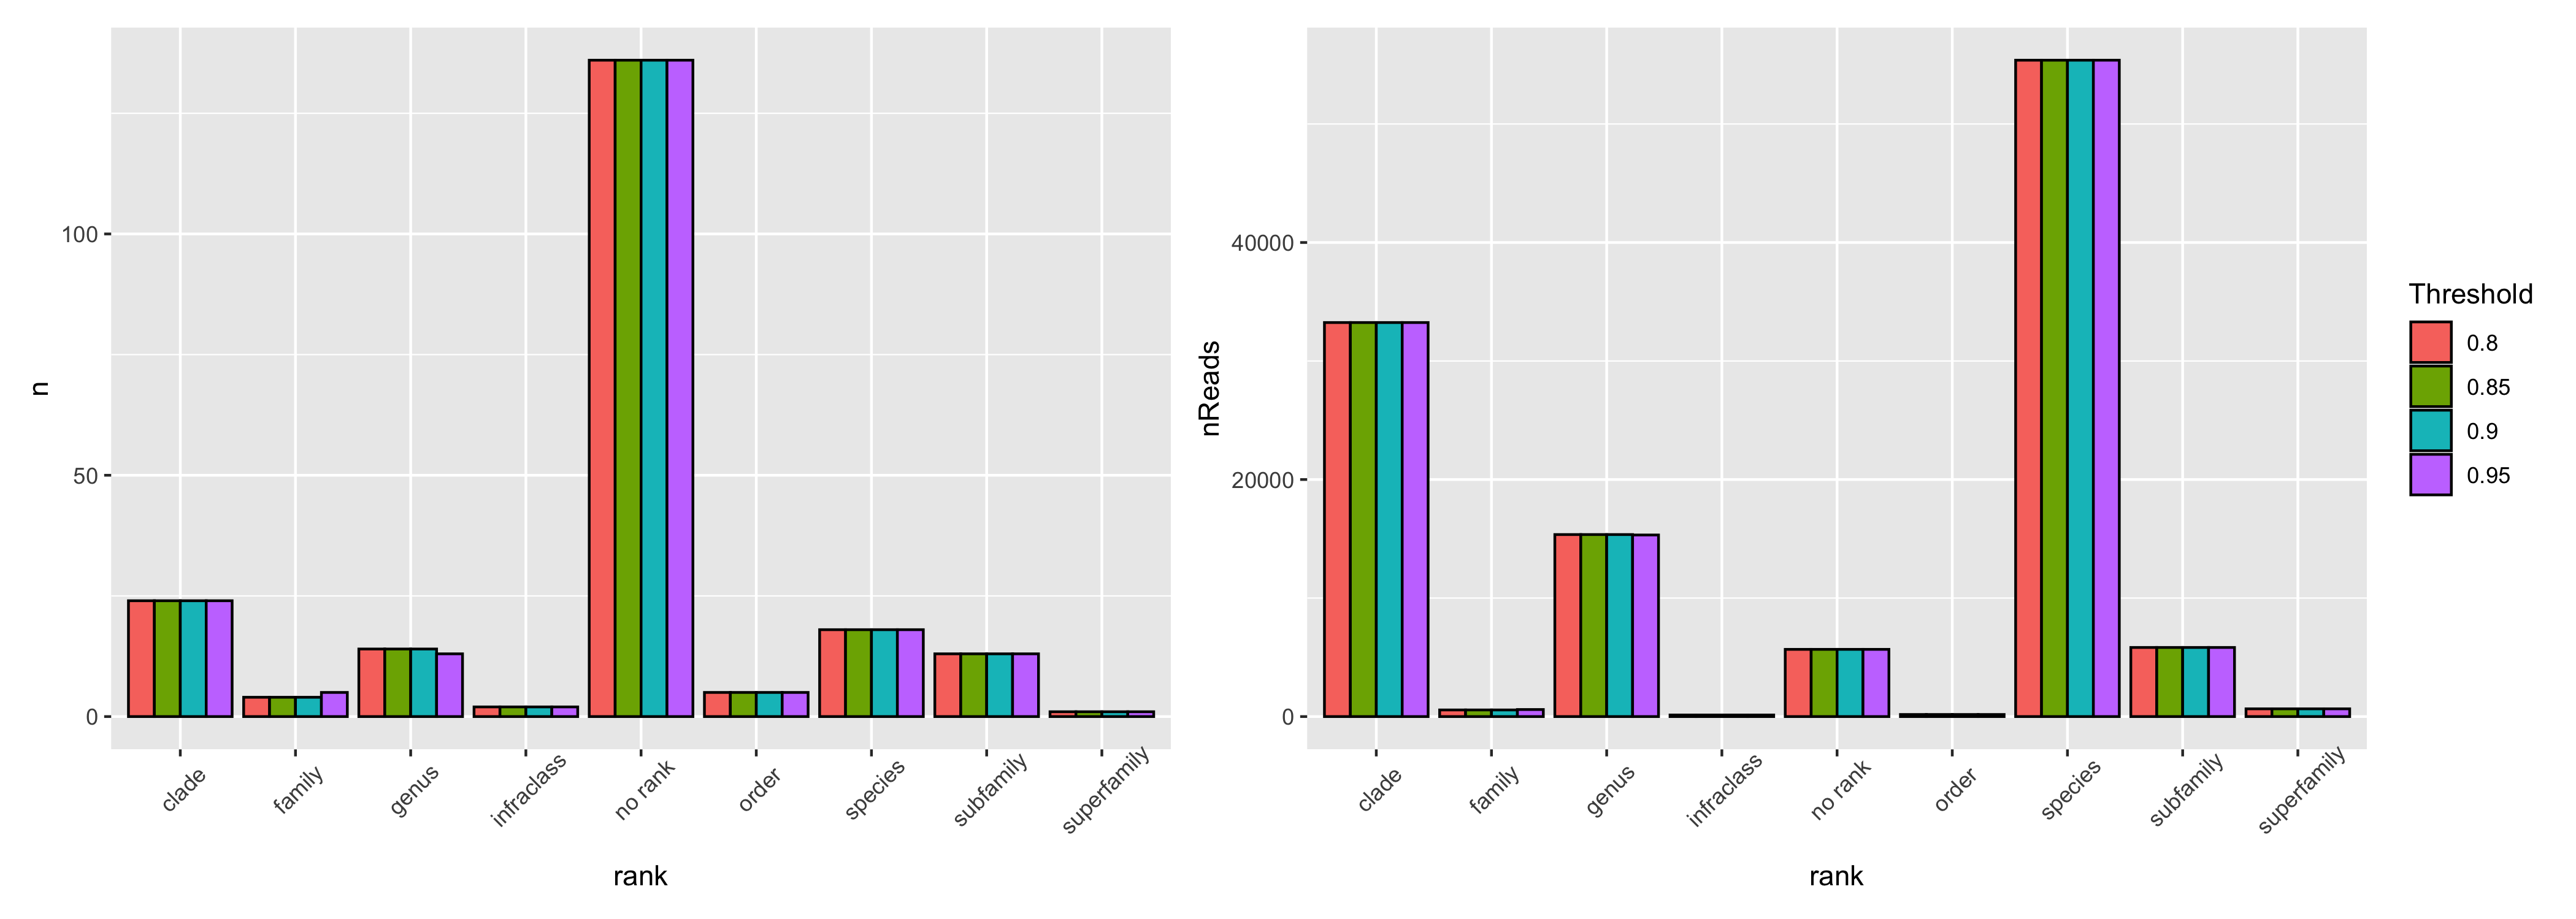 n
100
50
0
clade
family
genus
infraclass
no rank
order
species
subfamily
superfamily
rank
nReads
40000
20000
0
clade
family
genus
infraclass
no rank
order
species
subfamily
superfamily
rank
Threshold
0.8
0.85
0.9
0.95